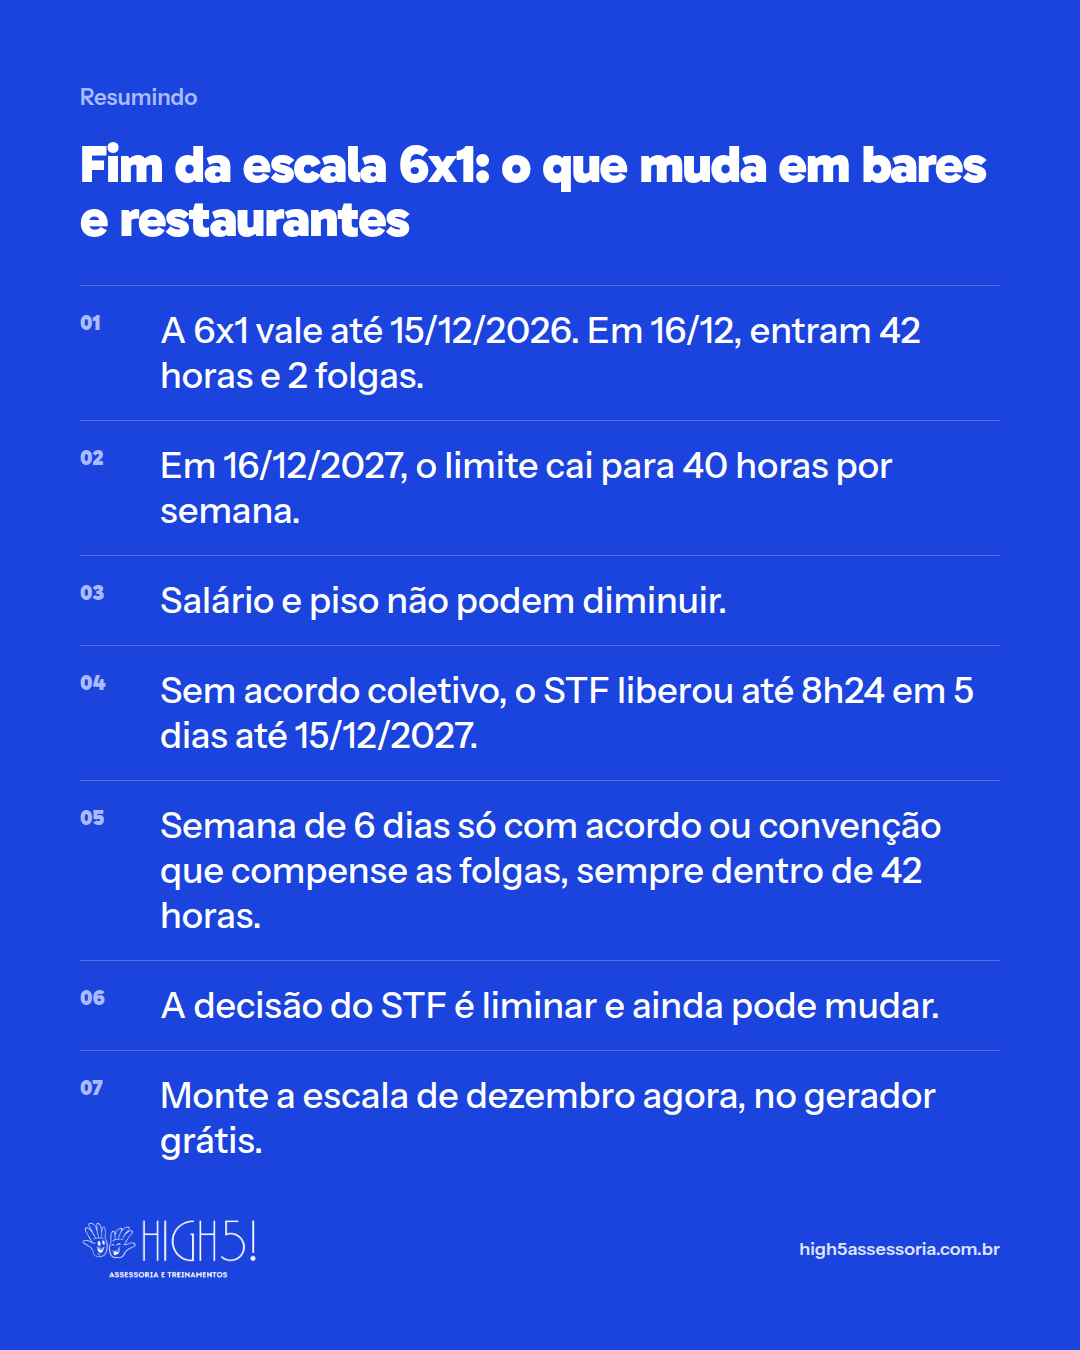 Resumindo
Fim da escala 6x1: o que muda em bares
e restaurantes
01
A 6x1 vale até 15/12/2026. Em 16/12, entram 42
horas e 2 folgas.
02
Em 16/12/2027, o limite cai para 40 horas por
semana.
03
Salário e piso não podem diminuir.
04
Sem acordo coletivo, o STF liberou até 8h24 em 5
dias até 15/12/2027.
05
Semana de 6 dias só com acordo ou convenção
que compense as folgas, sempre dentro de 42
horas.
06
A decisão do STF é liminar e ainda pode mudar.
07
Monte a escala de dezembro agora, no gerador
grátis.
HIGH5!
ASSESSORIA E TREINAMENTOS
high5assessoria.com.br